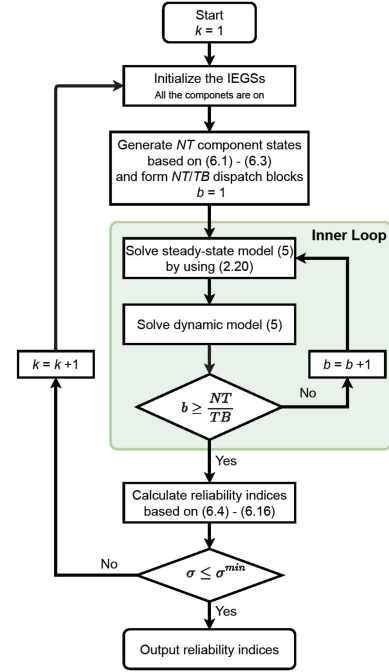 Start
k = 1
Initialize the IEGSs
All the componets are on
Generate NT component states
based on (6.1) - (6.3)
and form NT/TB dispatch blocks
b = 1
Inner Loop
Solve steady-state model (5)
by using (2.20)
Solve dynamic model (5)
k = k +1
b = b +1
b ≥ NT/TB
No
Yes
Calculate reliability indices
based on (6.4) - (6.16)
No
σ ≤ σ^min
Yes
Output reliability indices